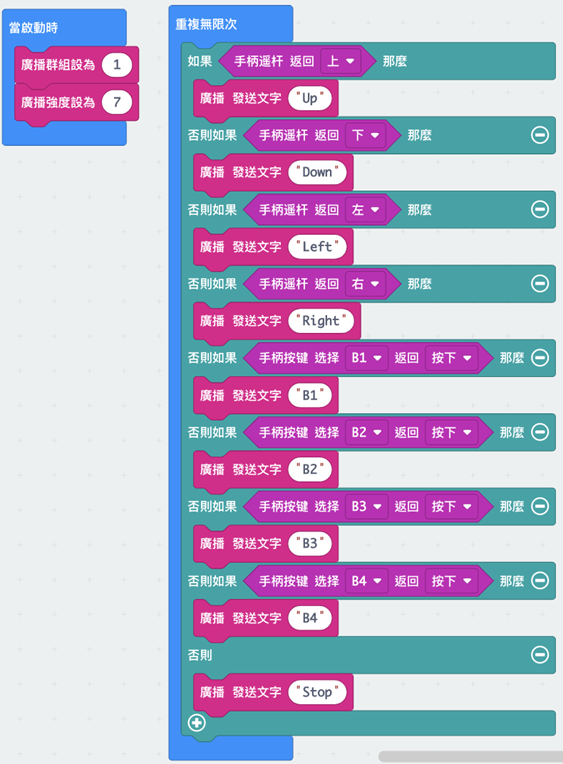 當啟動時
廣播群組設為 1
廣播強度設為 7
重複無限次
如果 手柄遥杆 返回 上 那麼
廣播 發送文字 "Up"
否則如果 手柄遥杆 返回 下 那麼
廣播 發送文字 "Down"
否則如果 手柄遥杆 返回 左 那麼
廣播 發送文字 "Left"
否則如果 手柄遥杆 返回 右 那麼
廣播 發送文字 "Right"
否則如果 手柄按键 选择 B1 返回 按下 那麼
廣播 發送文字 "B1"
否則如果 手柄按键 选择 B2 返回 按下 那麼
廣播 發送文字 "B2"
否則如果 手柄按键 选择 B3 返回 按下 那麼
廣播 發送文字 "B3"
否則如果 手柄按键 选择 B4 返回 按下 那麼
廣播 發送文字 "B4"
否則
廣播 發送文字 "Stop"